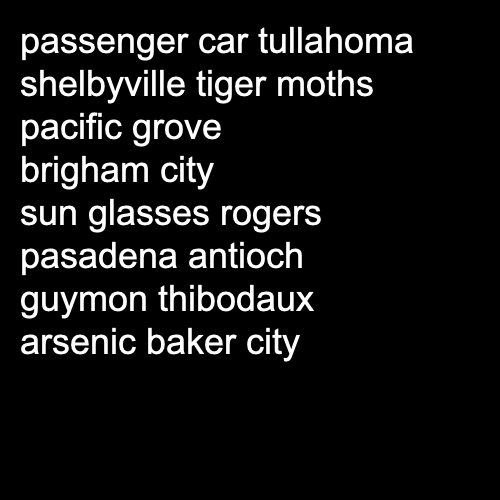 passenger car tullahoma
shelbyville tiger moths
pacific grove
brigham city
sun glasses rogers
pasadena antioch
guymon thibodaux
arsenic baker city